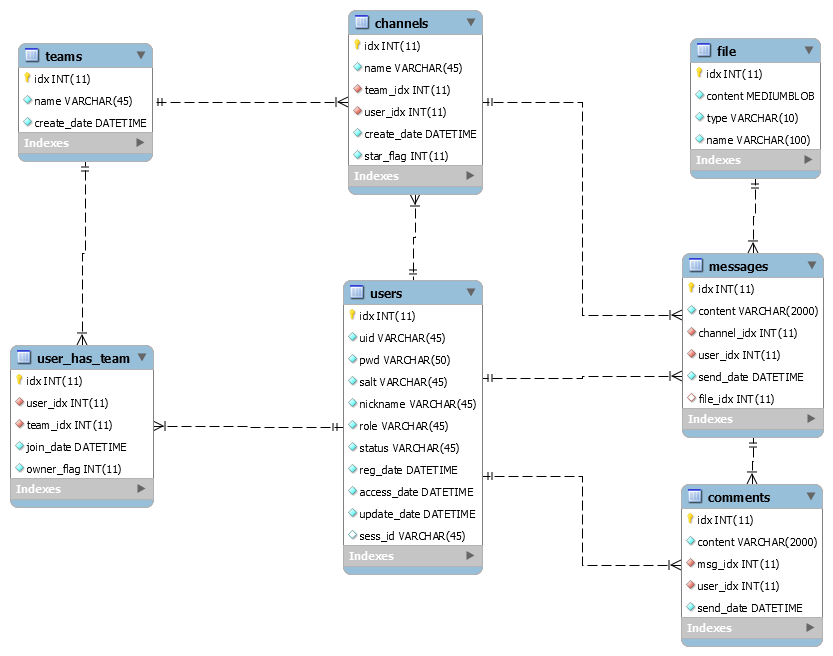 teams
idx INT(11)
name VARCHAR(45)
create_date DATETIME
Indexes
channels
idx INT(11)
name VARCHAR(45)
team_idx INT(11)
user_idx INT(11)
create_date DATETIME
star_flag INT(11)
Indexes
file
idx INT(11)
content MEDIUMBLOB
type VARCHAR(10)
name VARCHAR(100)
Indexes
user_has_team
idx INT(11)
user_idx INT(11)
team_idx INT(11)
join_date DATETIME
owner_flag INT(11)
Indexes
users
idx INT(11)
uid VARCHAR(45)
pwd VARCHAR(50)
salt VARCHAR(45)
nickname VARCHAR(45)
role VARCHAR(45)
status VARCHAR(45)
reg_date DATETIME
access_date DATETIME
update_date DATETIME
sess_id VARCHAR(45)
Indexes
messages
idx INT(11)
content VARCHAR(2000)
channel_idx INT(11)
user_idx INT(11)
send_date DATETIME
file_idx INT(11)
Indexes
comments
idx INT(11)
content VARCHAR(2000)
msg_idx INT(11)
user_idx INT(11)
send_date DATETIME
Indexes